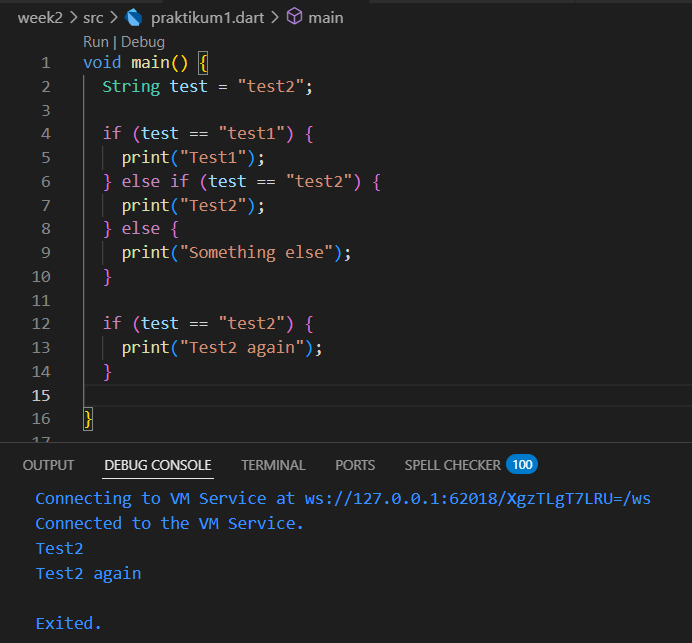 week2 > src > praktikum1.dart > main
Run | Debug
1 void main() {
2   String test = "test2";
3
4   if (test == "test1") {
5     print("Test1");
6   } else if (test == "test2") {
7     print("Test2");
8   } else {
9     print("Something else");
10   }
11
12   if (test == "test2") {
13     print("Test2 again");
14   }
15
16 }
17
OUTPUT DEBUG CONSOLE TERMINAL PORTS SPELL CHECKER 100
Connecting to VM Service at ws://127.0.0.1:62018/XgzTLgT7LRU=/ws
Connected to the VM Service.
Test2
Test2 again
Exited.